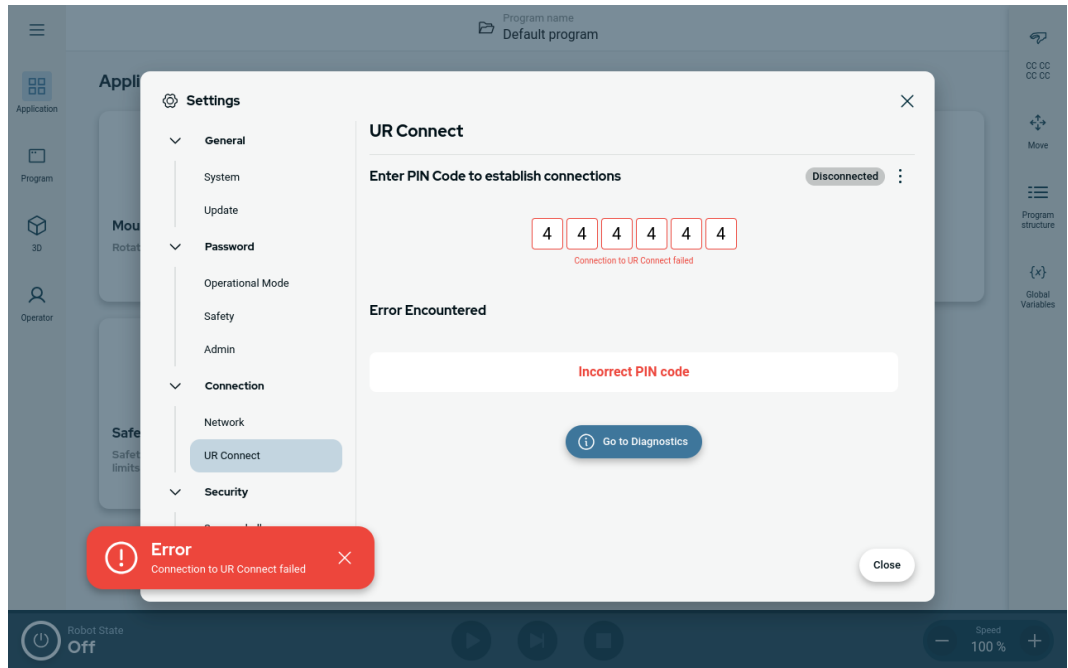 Program name
Default program
Application
Program
3D
Operator
Appli
Mou
Rotat
Safe
Safet
limits
Settings
General
System
Update
Password
Operational Mode
Safety
Admin
Connection
Network
UR Connect
Security
UR Connect
Enter PIN Code to establish connections
Disconnected
4 4 4 4 4 4
Connection to UR Connect failed
Error Encountered
Incorrect PIN code
Go to Diagnostics
Close
Error
Connection to UR Connect failed
CC CC
CC CC
Move
Program
structure
{x}
Global
Variables
Robot State
Off
Speed
100 %